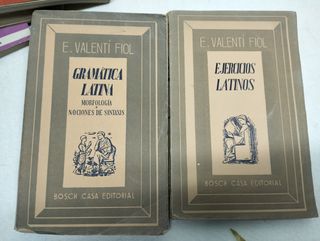 E. VALENTÍ FIOL
GRAMÁTICA
LATINA
MORFOLOGÍA
Y
NOCIONES DE SINTAXIS
BOSCH CASA EDITORIAL
E. VALENTÍ FIOL
EJERCICIOS
LATINOS
BOSCH CASA EDITORIAL